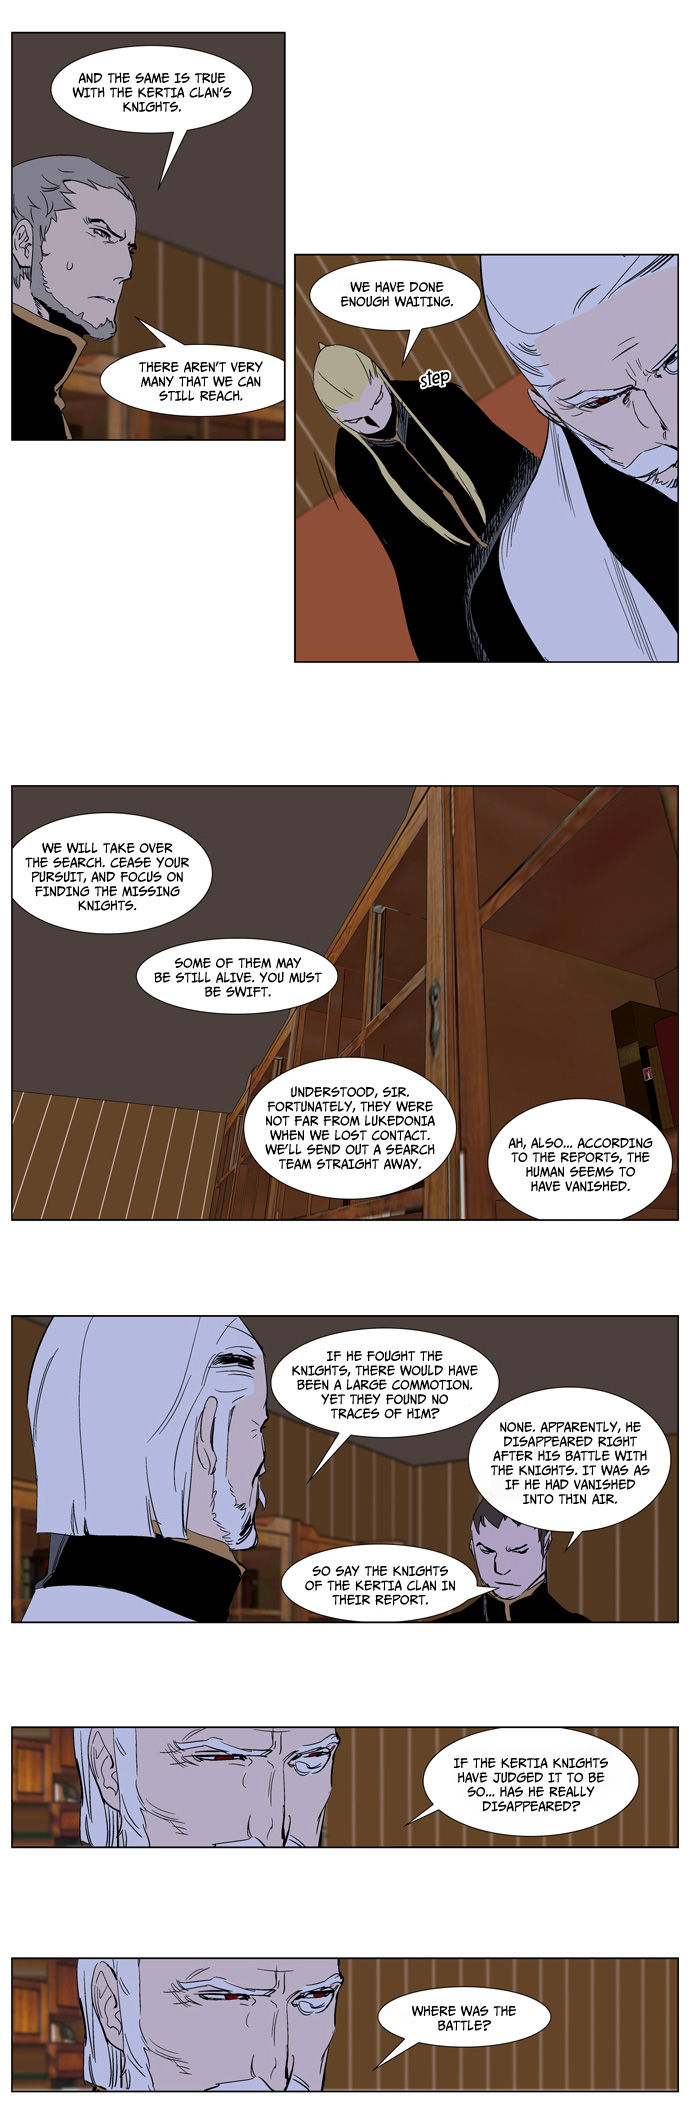 AND THE SAME IS TRUE
WITH THE KERTIA CLAN'S
KNIGHTS.
THERE AREN'T VERY
MANY THAT WE CAN
STILL REACH.
WE HAVE DONE
ENOUGH WAITING.
step
WE WILL TAKE OVER
THE SEARCH. CEASE YOUR
PURSUIT, AND FOCUS ON
FINDING THE MISSING
KNIGHTS.
SOME OF THEM MAY
BE STILL ALIVE. YOU MUST
BE SWIFT.
UNDERSTOOD, SIR.
FORTUNATELY, THEY WERE
NOT FAR FROM LUKEDONIA
WHEN WE LOST CONTACT.
WE'LL SEND OUT A SEARCH
TEAM STRAIGHT AWAY.
AH, ALSO... ACCORDING
TO THE REPORTS, THE
HUMAN SEEMS TO
HAVE VANISHED.
IF HE FOUGHT THE
KNIGHTS, THERE WOULD HAVE
BEEN A LARGE COMMOTION.
YET THEY FOUND NO
TRACES OF HIM?
NONE. APPARENTLY, HE
DISAPPEARED RIGHT
AFTER HIS BATTLE WITH
THE KNIGHTS. IT WAS AS
IF HE HAD VANISHED
INTO THIN AIR.
SO SAY THE KNIGHTS
OF THE KERTIA CLAN IN
THEIR REPORT.
IF THE KERTIA KNIGHTS
HAVE JUDGED IT TO BE
SO... HAS HE REALLY
DISAPPEARED?
WHERE WAS THE
BATTLE?